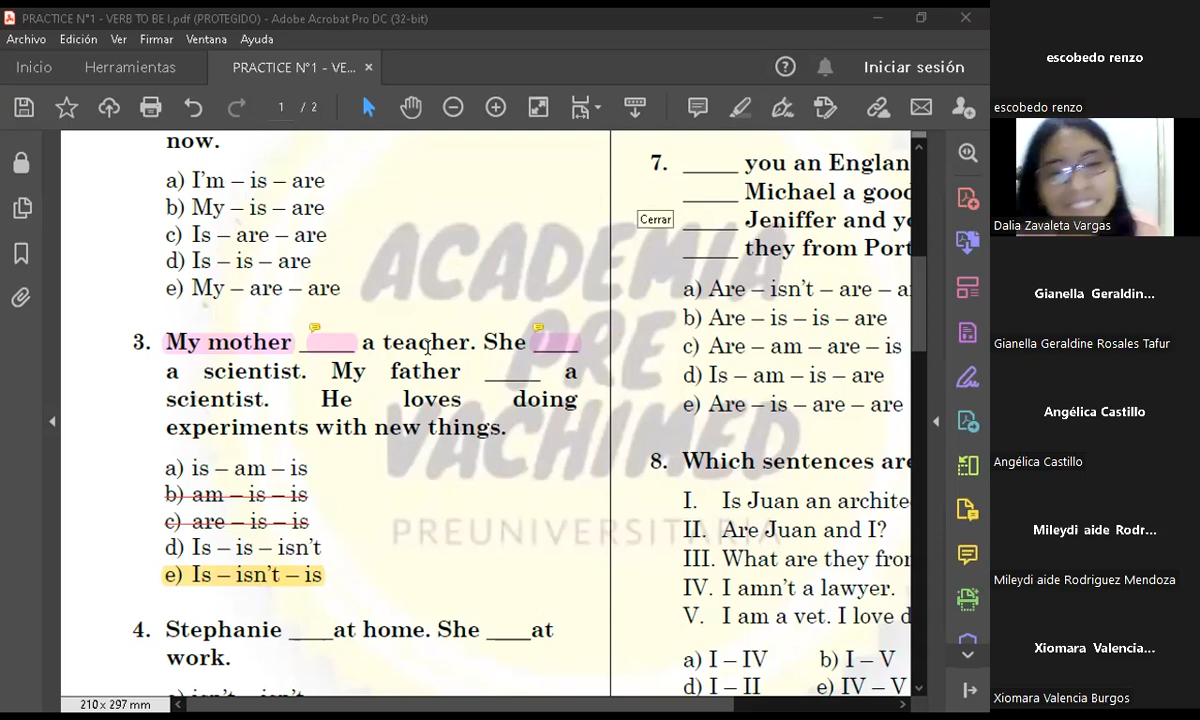 PRACTICE N°1 - VERB TO BE I.pdf (PROTEGIDO) - Adobe Acrobat Pro DC (32-bit)
Archivo Edición Ver Firmar Ventana Ayuda
Inicio Herramientas PRACTICE N°1 - VE... × Iniciar sesión
1 / 2
now.
a) I'm – is – are
b) My – is – are
c) Is – are – are
d) Is – is – are
e) My – are – are
3. My mother _____ a teacher. She ____
a scientist. My father _____ a
scientist. He loves doing
experiments with new things.
a) is – am – is
b) am – is – is
c) are – is – is
d) Is – is – isn't
e) Is – isn't – is
4. Stephanie ____at home. She ____at
work.
a) isn't – isn't
ACADEMIA
PRE
VACHIMED
PREUNIVERSITARIA
Cerrar
7. _____ you an Englan
_____ Michael a good
_____ Jeniffer and yo
_____ they from Port
a) Are – isn't – are – a
b) Are – is – is – are
c) Are – am – are – is
d) Is – am – is – are
e) Are – is – are – are
8. Which sentences are
I. Is Juan an archite
II. Are Juan and I?
III. What are they from
IV. I amn't a lawyer.
V. I am a vet. I love d
a) I – IV b) I – V
d) I – II e) IV – V
210 x 297 mm
escobedo renzo
escobedo renzo
Dalia Zavaleta Vargas
Gianella Geraldin...
Gianella Geraldine Rosales Tafur
Angélica Castillo
Angélica Castillo
Mileydi aide Rodr...
Mileydi aide Rodriguez Mendoza
Xiomara Valencia...
Xiomara Valencia Burgos